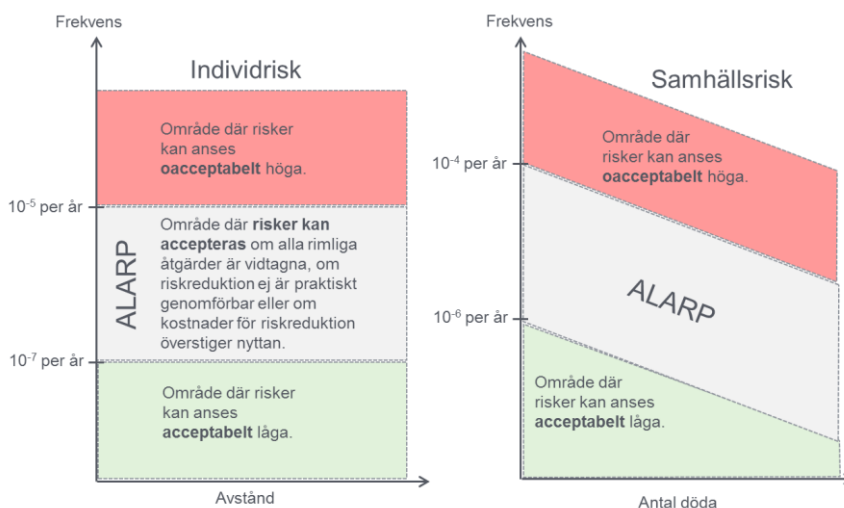 Frekvens
Individrisk
Område där risker
kan anses
oacceptabelt höga.
10⁻⁵ per år
Område där risker kan
accepteras om alla rimliga
åtgärder är vidtagna, om
riskreduktion ej är praktiskt
genomförbar eller om
kostnader för riskreduktion
överstiger nyttan.
ALARP
10⁻⁷ per år
Område där risker
kan anses
acceptabelt låga.
Avstånd
Frekvens
Samhällsrisk
Område där
risker kan anses
oacceptabelt höga.
10⁻⁴ per år
ALARP
10⁻⁶ per år
Område där
risker kan anses
acceptabelt låga.
Antal döda